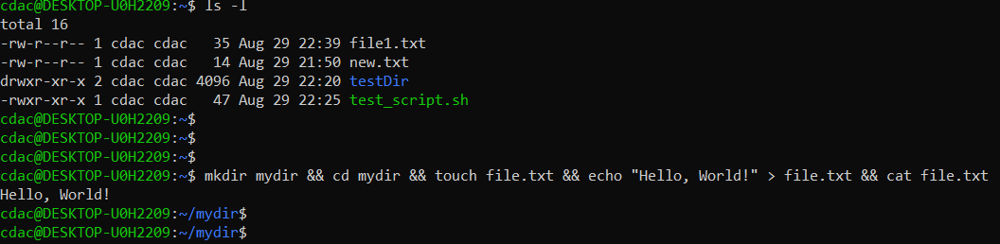 cdac@DESKTOP-U0H2209:~$ ls -l
total 16
-rw-r--r-- 1 cdac cdac   35 Aug 29 22:39 file1.txt
-rw-r--r-- 1 cdac cdac   14 Aug 29 21:50 new.txt
drwxr-xr-x 2 cdac cdac 4096 Aug 29 22:20 testDir
-rwxr-xr-x 1 cdac cdac   47 Aug 29 22:25 test_script.sh
cdac@DESKTOP-U0H2209:~$
cdac@DESKTOP-U0H2209:~$
cdac@DESKTOP-U0H2209:~$
cdac@DESKTOP-U0H2209:~$ mkdir mydir && cd mydir && touch file.txt && echo "Hello, World!" > file.txt && cat file.txt
Hello, World!
cdac@DESKTOP-U0H2209:~/mydir$
cdac@DESKTOP-U0H2209:~/mydir$